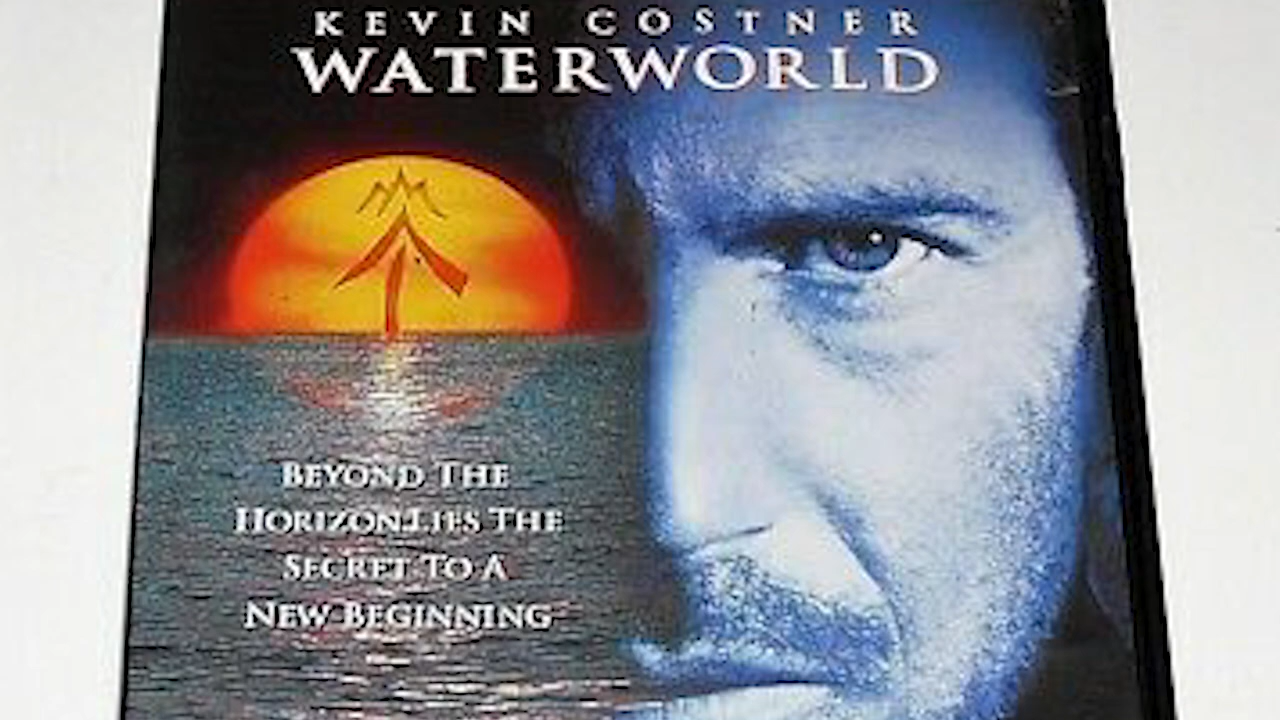 KEVIN COSTNER
WATERWORLD
BEYOND THE
HORIZON LIES THE
SECRET TO A
NEW BEGINNING